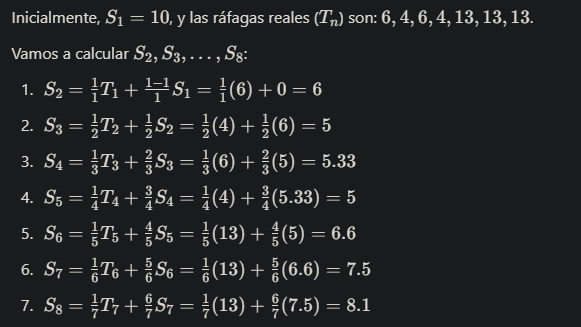 Inicialmente, S₁ = 10, y las ráfagas reales (Tₙ) son: 6, 4, 6, 4, 13, 13, 13.
Vamos a calcular S₂, S₃, . . . , S₈:
1. S₂ = 1/1 T₁ + (1−1)/1 S₁ = 1/1 (6) + 0 = 6
2. S₃ = 1/2 T₂ + 1/2 S₂ = 1/2 (4) + 1/2 (6) = 5
3. S₄ = 1/3 T₃ + 2/3 S₃ = 1/3 (6) + 2/3 (5) = 5.33
4. S₅ = 1/4 T₄ + 3/4 S₄ = 1/4 (4) + 3/4 (5.33) = 5
5. S₆ = 1/5 T₅ + 4/5 S₅ = 1/5 (13) + 4/5 (5) = 6.6
6. S₇ = 1/6 T₆ + 5/6 S₆ = 1/6 (13) + 5/6 (6.6) = 7.5
7. S₈ = 1/7 T₇ + 6/7 S₇ = 1/7 (13) + 6/7 (7.5) = 8.1